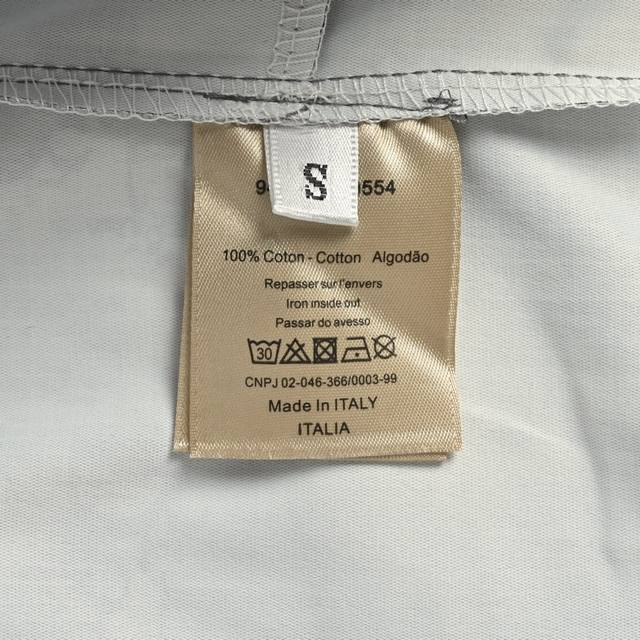 S
554
100% Coton - Cotton Algodão
Repasser sur l'envers
Iron inside out
Passar do avesso
30
CNPJ 02-046-366/0003-99
Made In ITALY
ITALIA